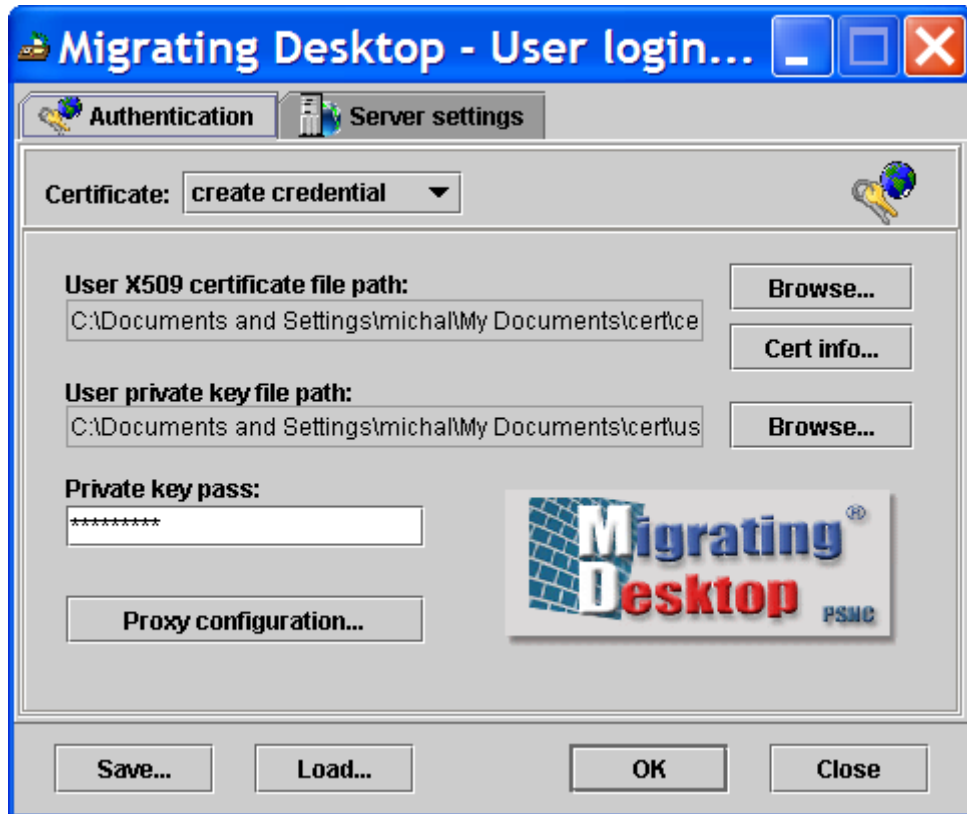 Migrating Desktop - User login...
Authentication
Server settings
Certificate: create credential
User X509 certificate file path:
Browse...
C:\Documents and Settings\michal\My Documents\cert\ce
Cert info...
User private key file path:
C:\Documents and Settings\michal\My Documents\cert\us
Browse...
Private key pass:
*********
Migrating®
Desktop
PSNC
Proxy configuration...
Save...
Load...
OK
Close